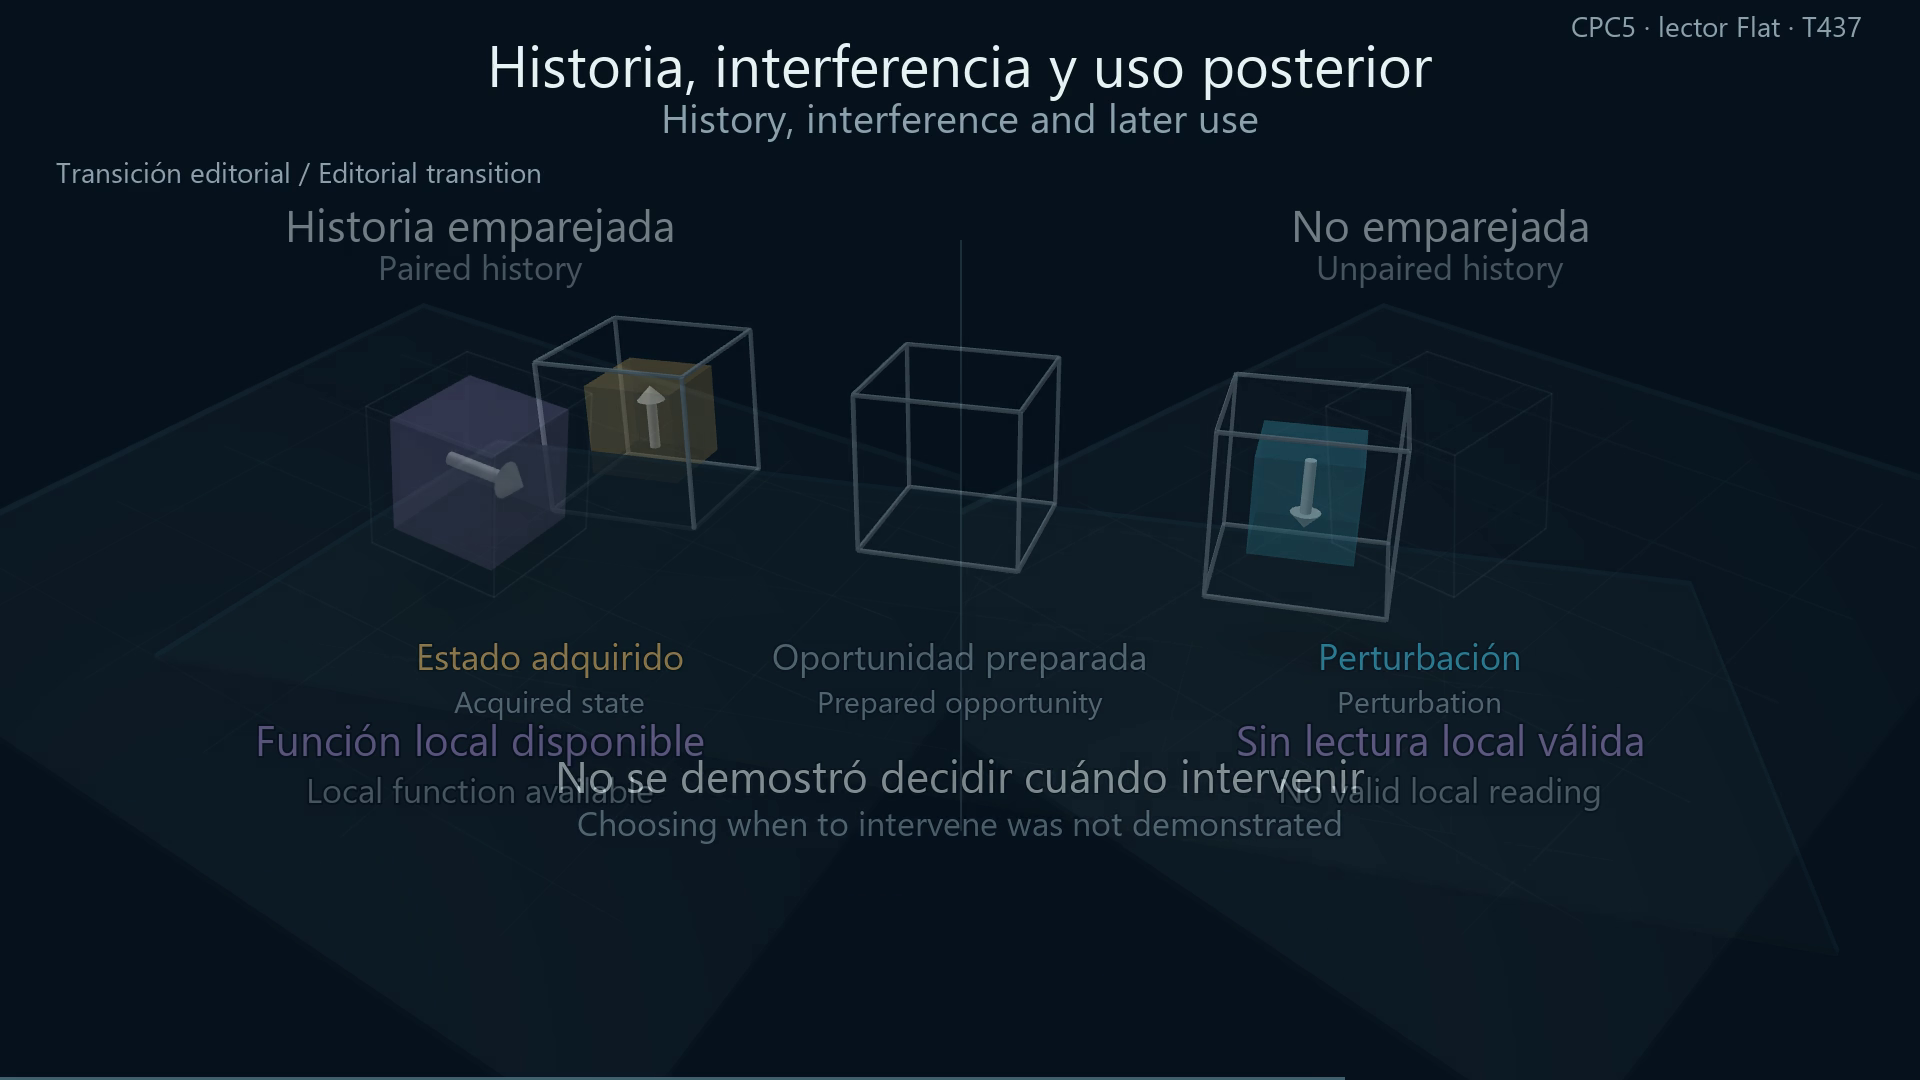 CPC5 · lector Flat · T437
Historia, interferencia y uso posterior
History, interference and later use
Transición editorial / Editorial transition
Historia emparejada
Paired history
No emparejada
Unpaired history
Estado adquirido
Acquired state
Oportunidad preparada
Prepared opportunity
Perturbación
Perturbation
Función local disponible
Local function available
Sin lectura local válida
No valid local reading
No se demostró decidir cuándo intervenir
Choosing when to intervene was not demonstrated